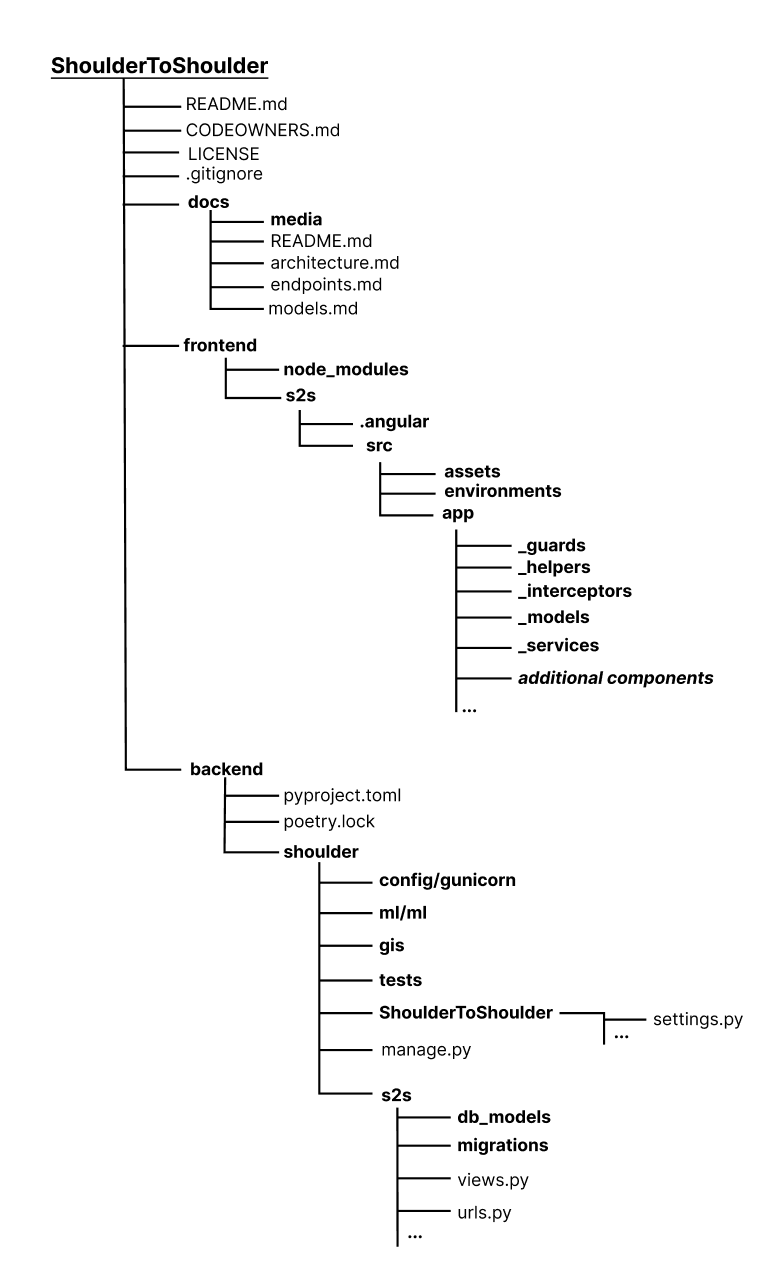 ShoulderToShoulder
README.md
CODEOWNERS.md
LICENSE
.gitignore
docs
media
README.md
architecture.md
endpoints.md
models.md
frontend
node_modules
s2s
.angular
src
assets
environments
app
_guards
_helpers
_interceptors
_models
_services
additional components
...
backend
pyproject.toml
poetry.lock
shoulder
config/gunicorn
ml/ml
gis
tests
ShoulderToShoulder
settings.py
...
manage.py
s2s
db_models
migrations
views.py
urls.py
...